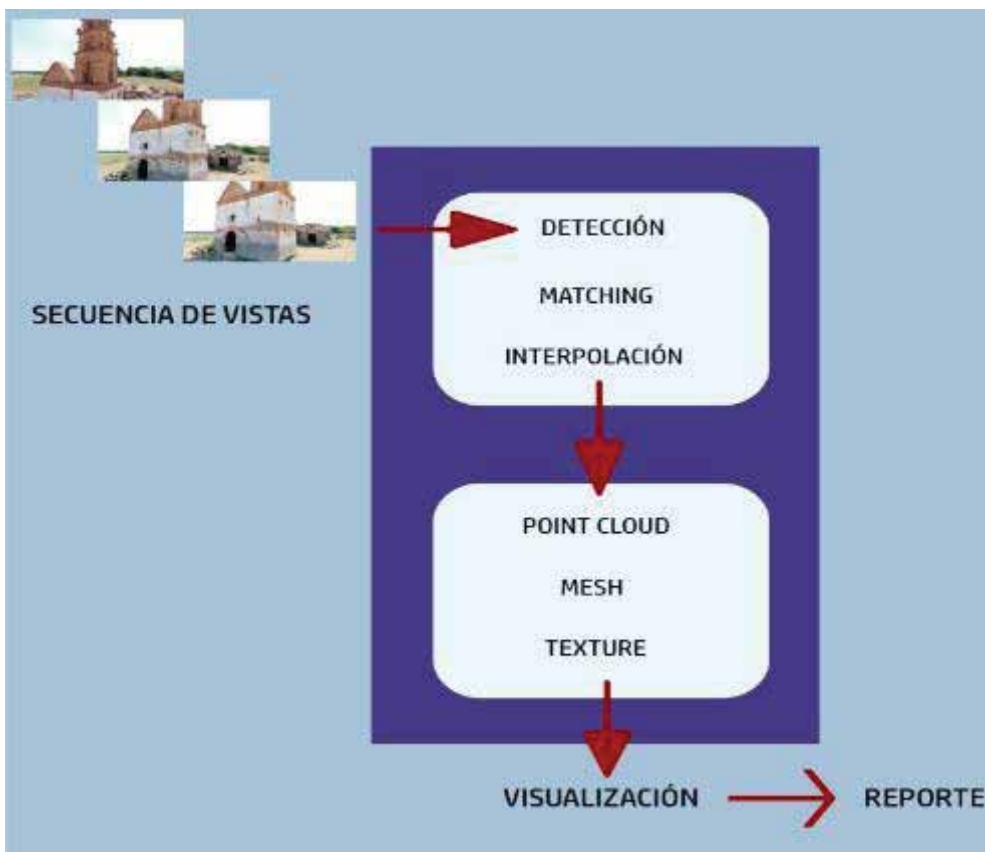 SECUENCIA DE VISTAS
DETECCIÓN
MATCHING
INTERPOLACIÓN
POINT CLOUD
MESH
TEXTURE
VISUALIZACIÓN
REPORTE